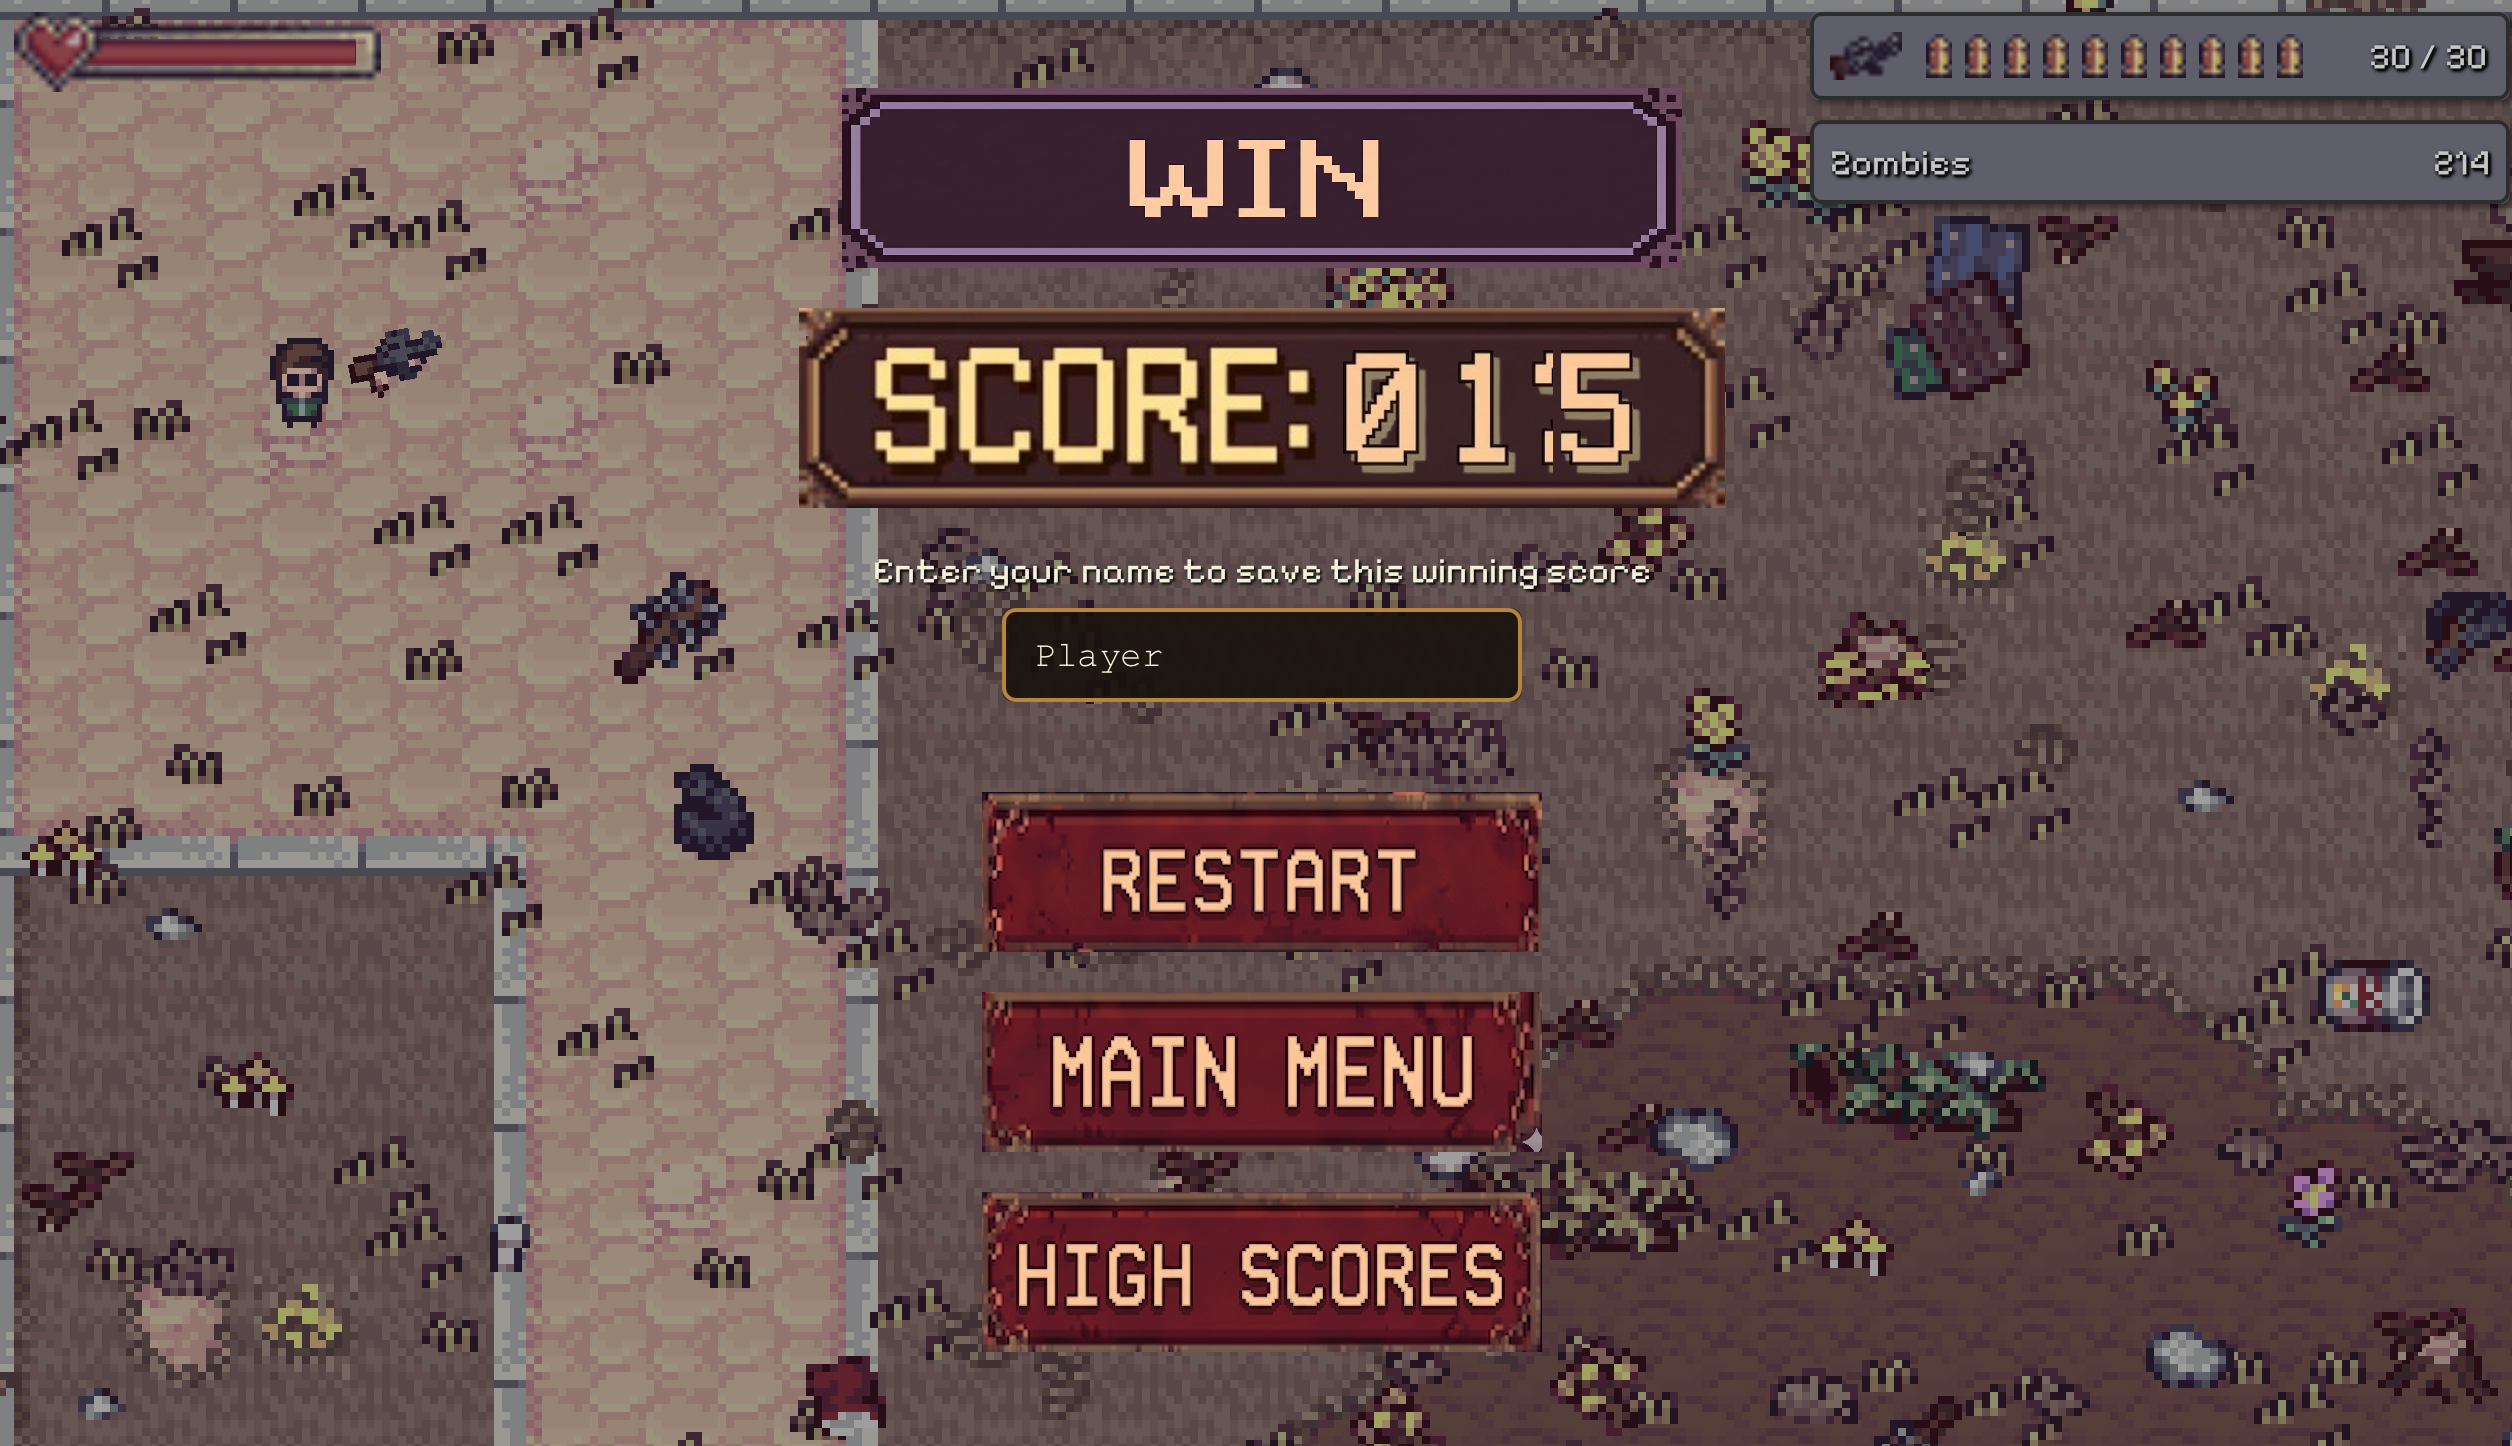 30 / 30
WIN
Zombies 214
SCORE: 015
Enter your name to save this winning score
Player
RESTART
MAIN MENU
HIGH SCORES